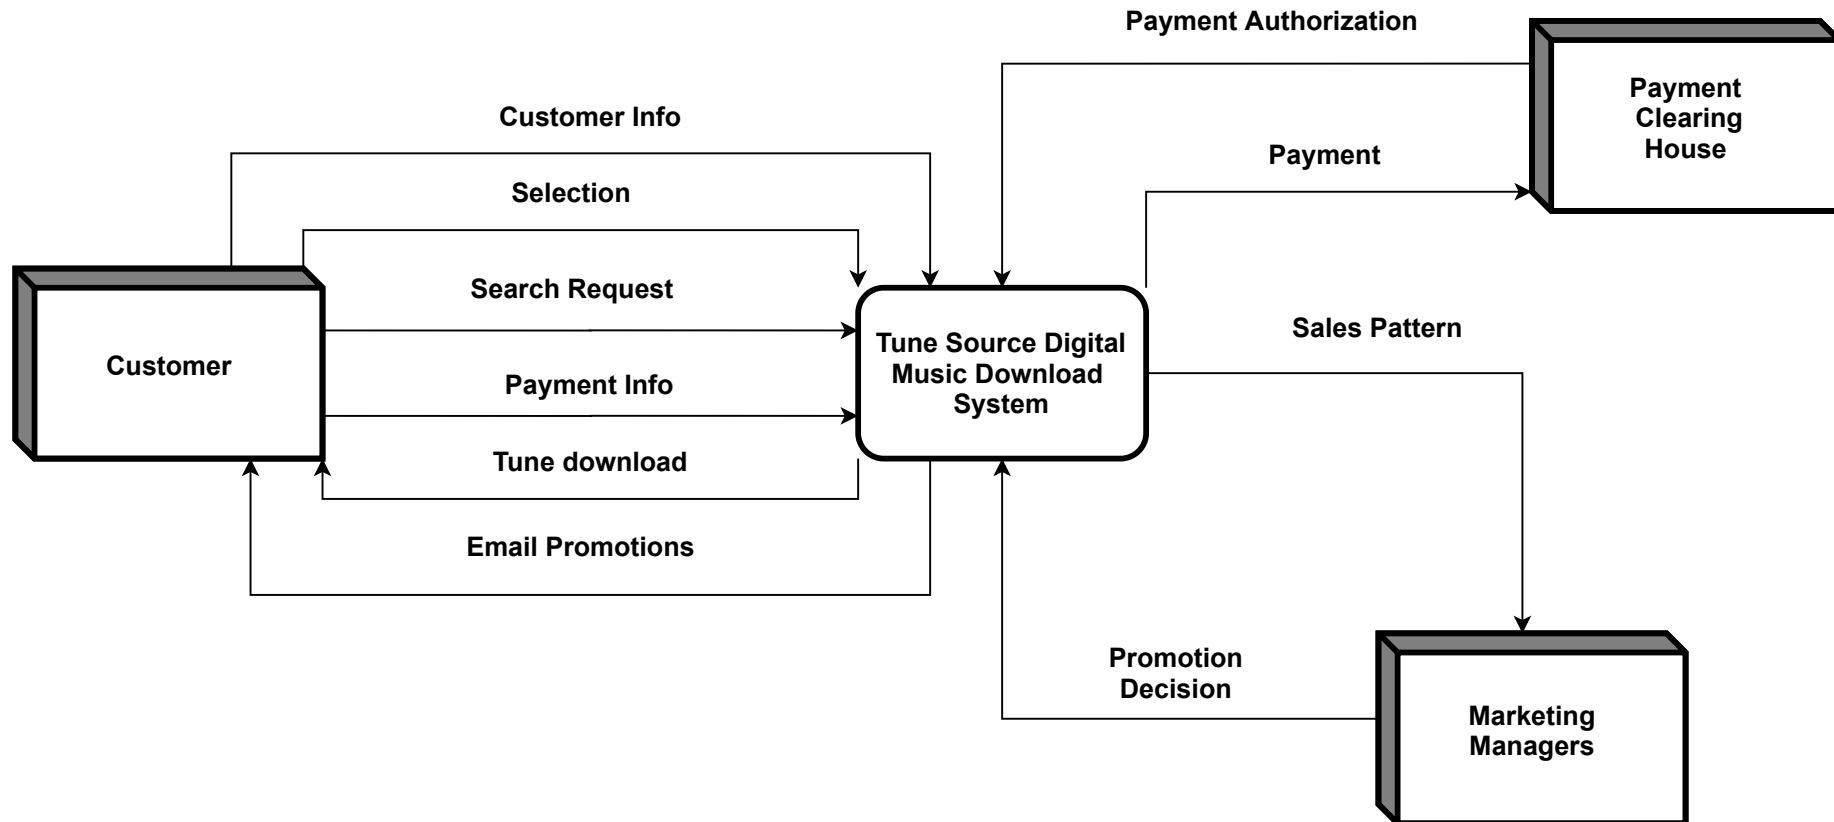 Payment Authorization
Payment
Clearing
House
Customer Info
Payment
Selection
Search Request
Sales Pattern
Tune Source Digital
Music Download
System
Customer
Payment Info
Tune download
Email Promotions
Promotion
Decision
Marketing
Managers